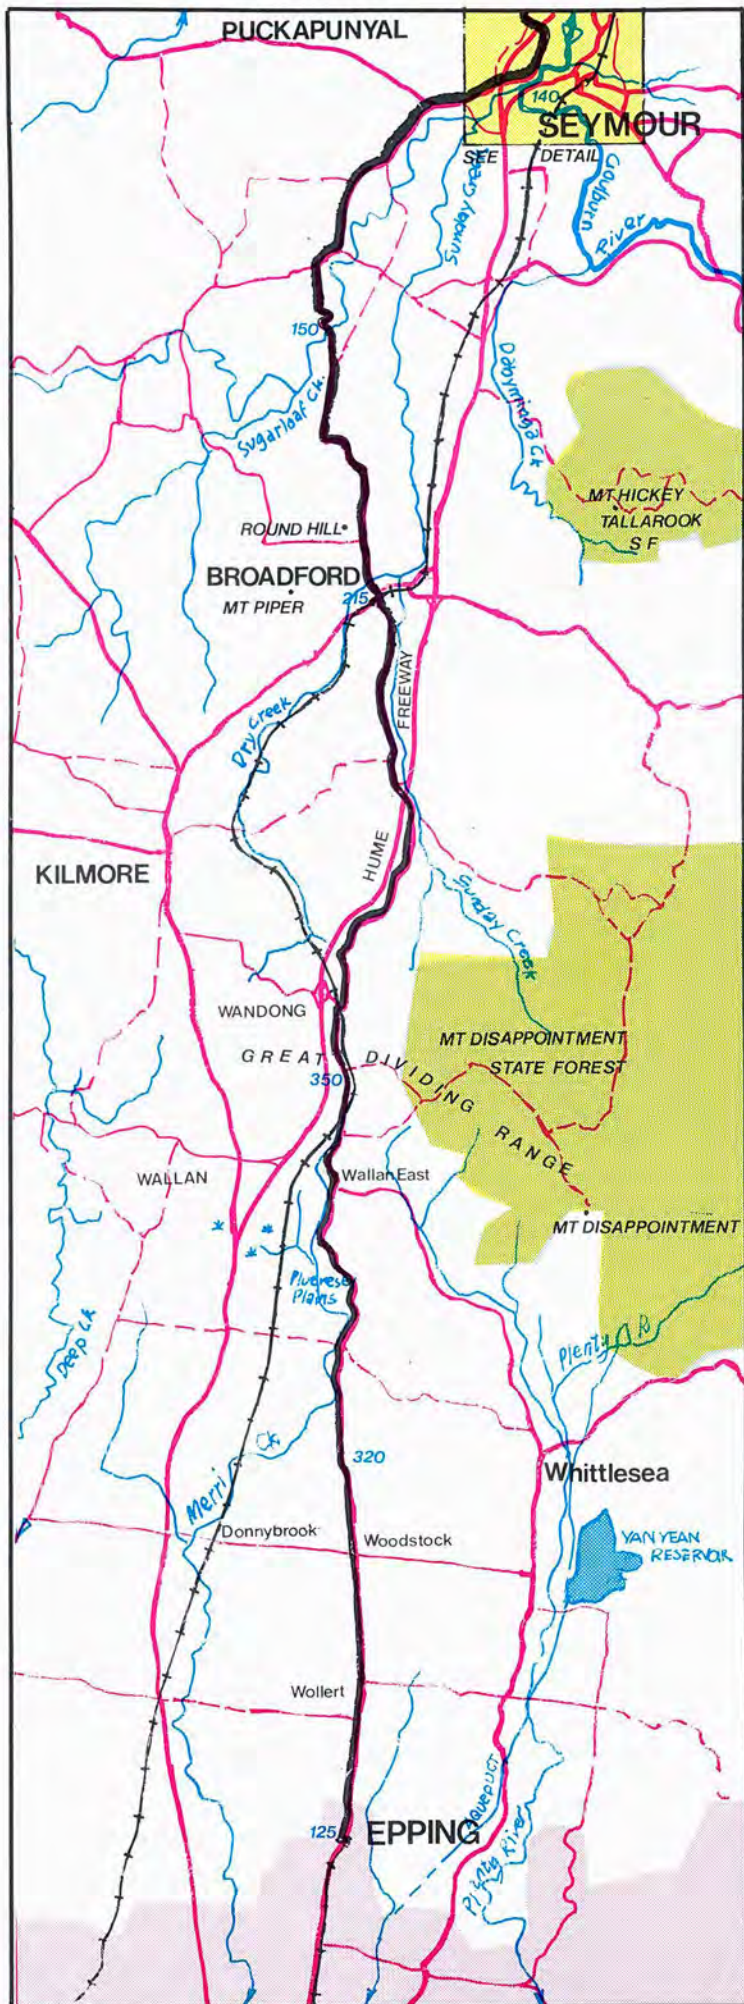 PUCKAPUNYAL
140
SEYMOUR
SEE DETAIL
Sunday Creek
Goulburn
River
150
Dabyminga Ck
Sugarloaf Ck.
MT HICKEY
TALLAROOK
S F
ROUND HILL
BROADFORD
215
MT PIPER
FREEWAY
Dry Creek
HUME
KILMORE
Sunday Creek
WANDONG
MT DISAPPOINTMENT
STATE FOREST
GREAT DIVIDING RANGE
350
WALLAN
Wallan East
MT DISAPPOINTMENT
Pluerese
Plains
Deep Ck
Plenty R
320
Merri Ck
Whittlesea
Donnybrook
Woodstock
YAN YEAN
RESERVOIR
Wollert
AQUEDUCT
125
EPPING
Plenty River